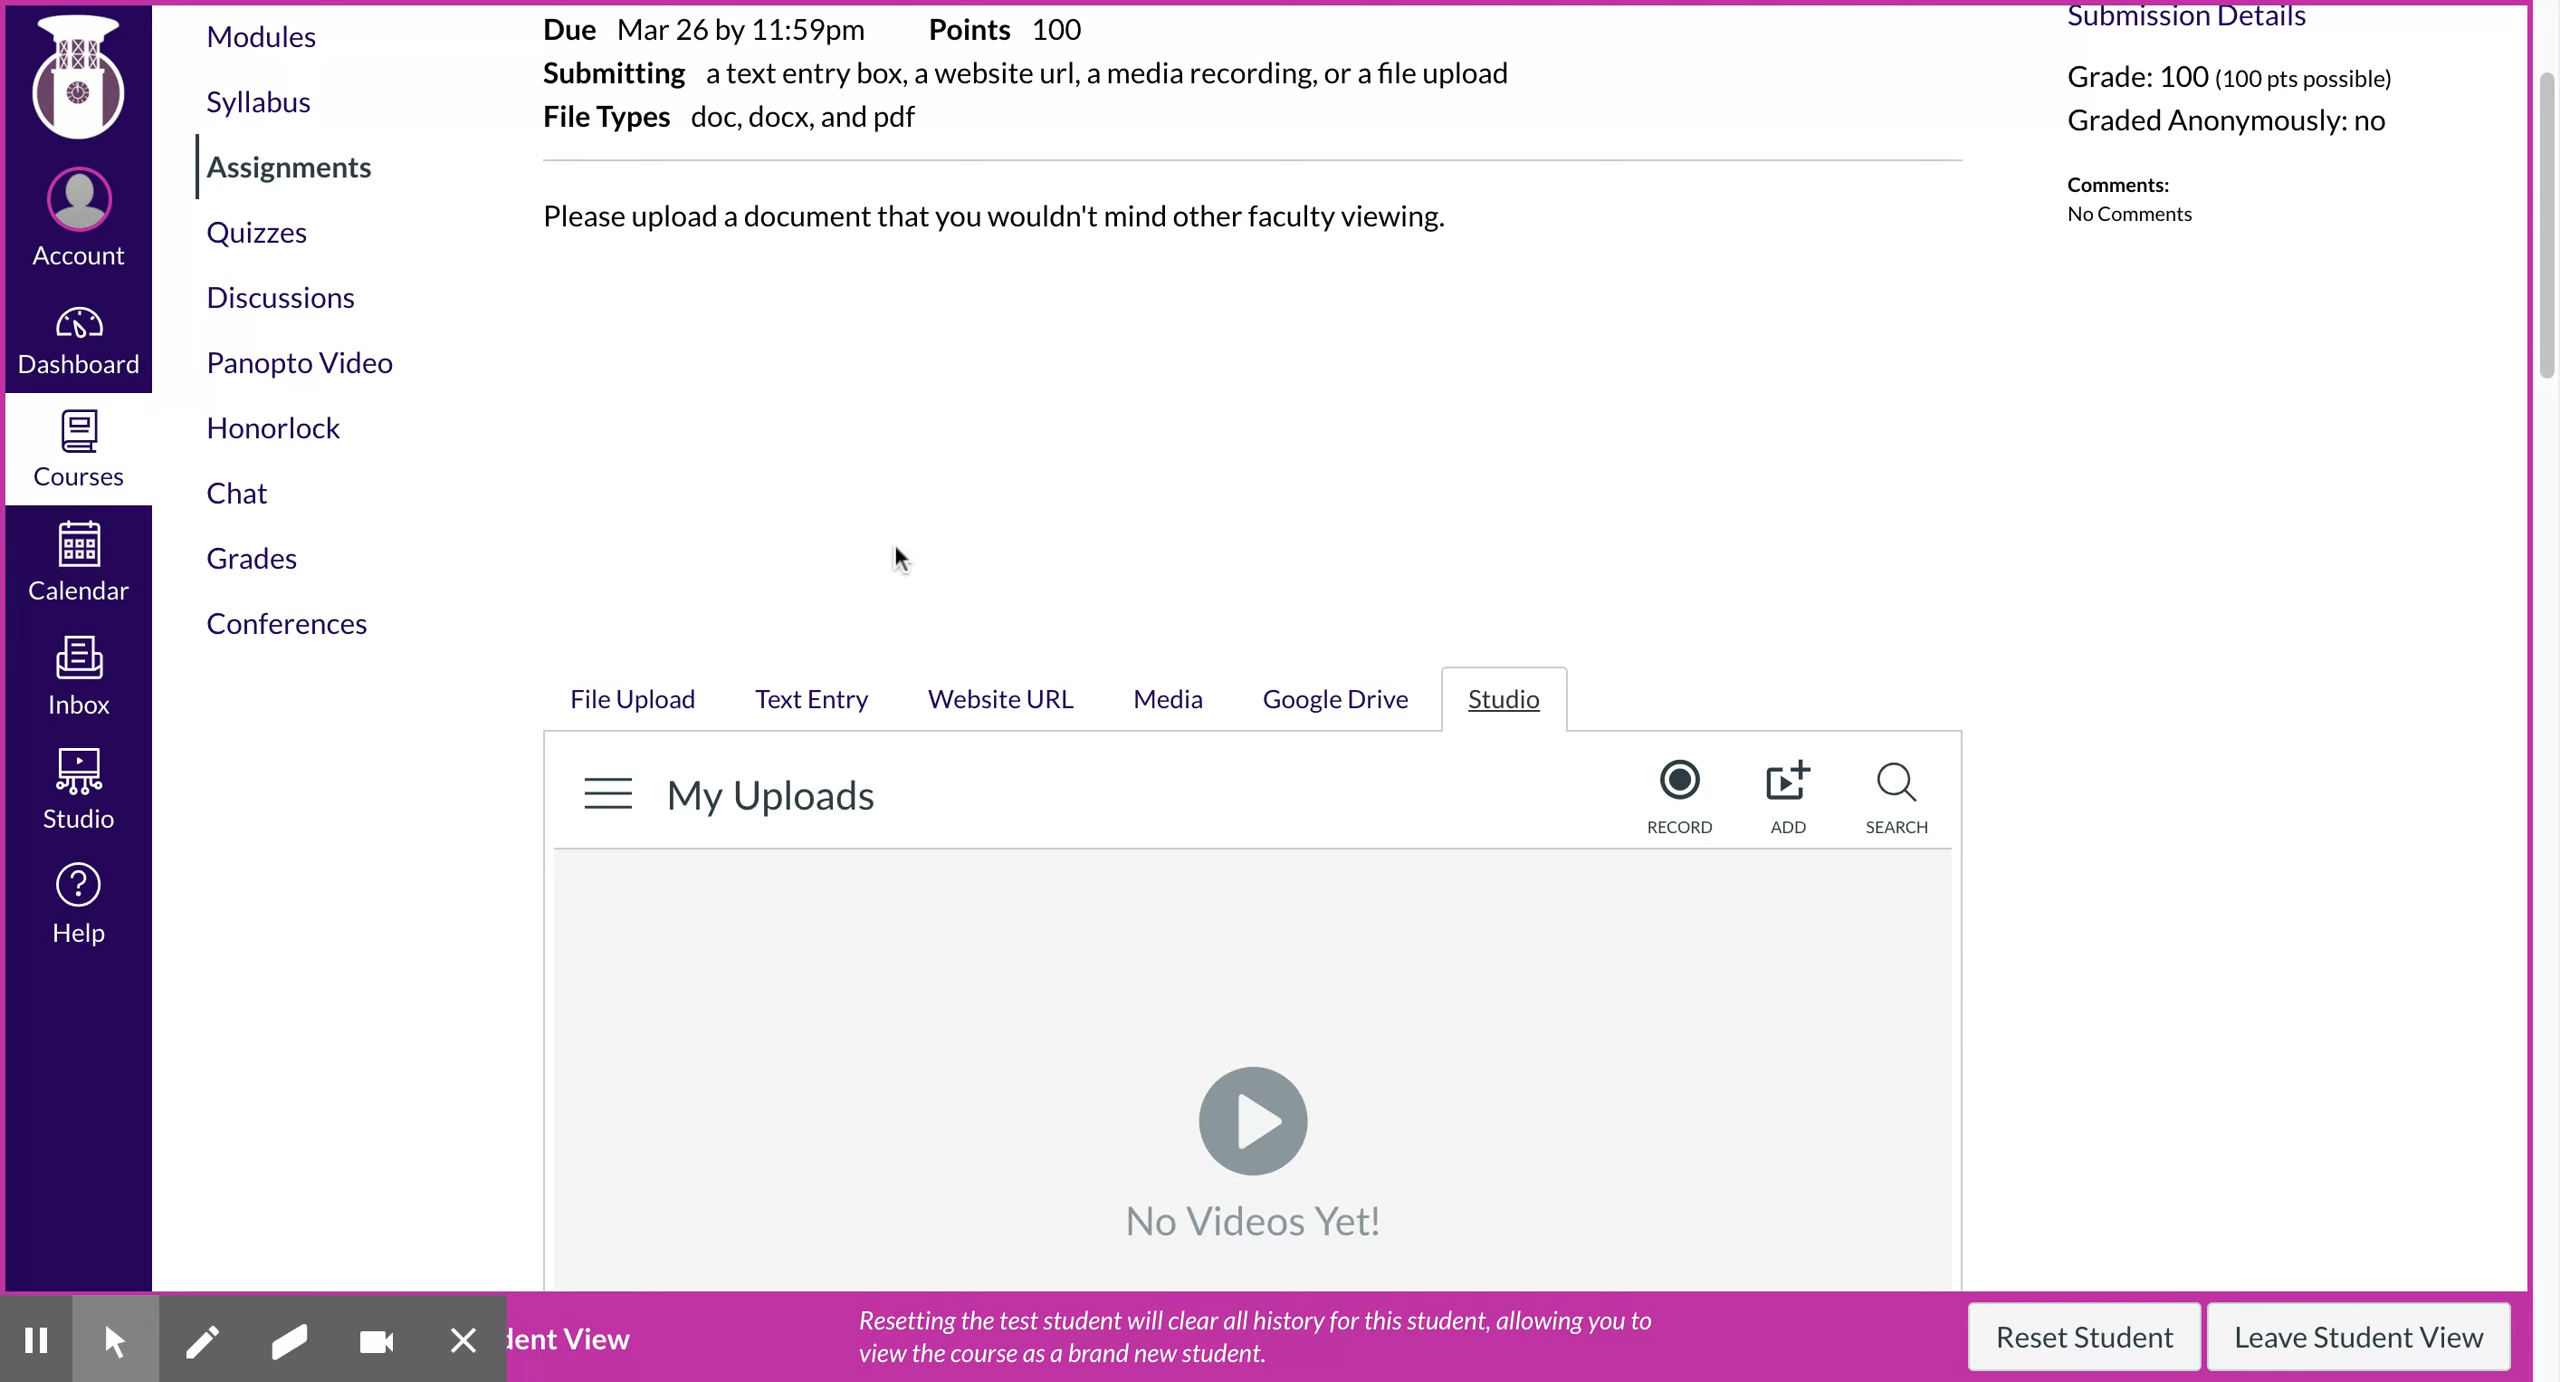 Modules
Syllabus
Assignments
Quizzes
Discussions
Panopto Video
Honorlock
Chat
Grades
Conferences
Account
Dashboard
Courses
Calendar
Inbox
Studio
Help
Due Mar 26 by 11:59pm Points 100
Submitting a text entry box, a website url, a media recording, or a file upload
File Types doc, docx, and pdf
Please upload a document that you wouldn't mind other faculty viewing.
Submission Details
Grade: 100 (100 pts possible)
Graded Anonymously: no
Comments:
No Comments
File Upload Text Entry Website URL Media Google Drive Studio
My Uploads
RECORD ADD SEARCH
No Videos Yet!
dent View
Resetting the test student will clear all history for this student, allowing you to
view the course as a brand new student.
Reset Student Leave Student View